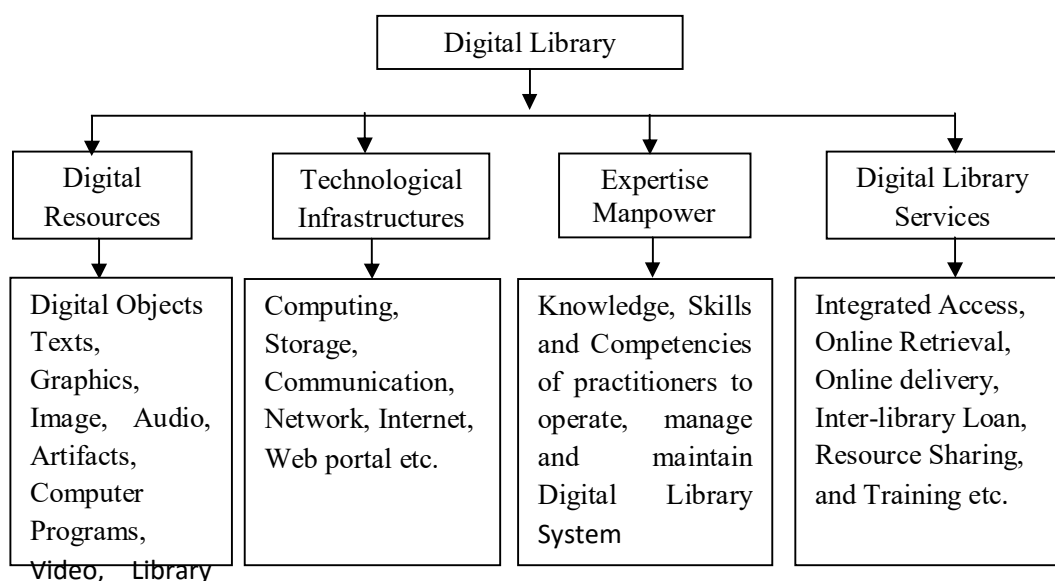 Digital Library
Digital
Resources
Technological
Infrastructures
Expertise
Manpower
Digital Library
Services
Digital Objects
Texts,
Graphics,
Image, Audio,
Artifacts,
Computer
Programs,
Video, Library
Computing,
Storage,
Communication,
Network, Internet,
Web portal etc.
Knowledge, Skills
and Competencies
of practitioners to
operate, manage
and maintain
Digital Library
System
Integrated Access,
Online Retrieval,
Online delivery,
Inter-library Loan,
Resource Sharing,
and Training etc.